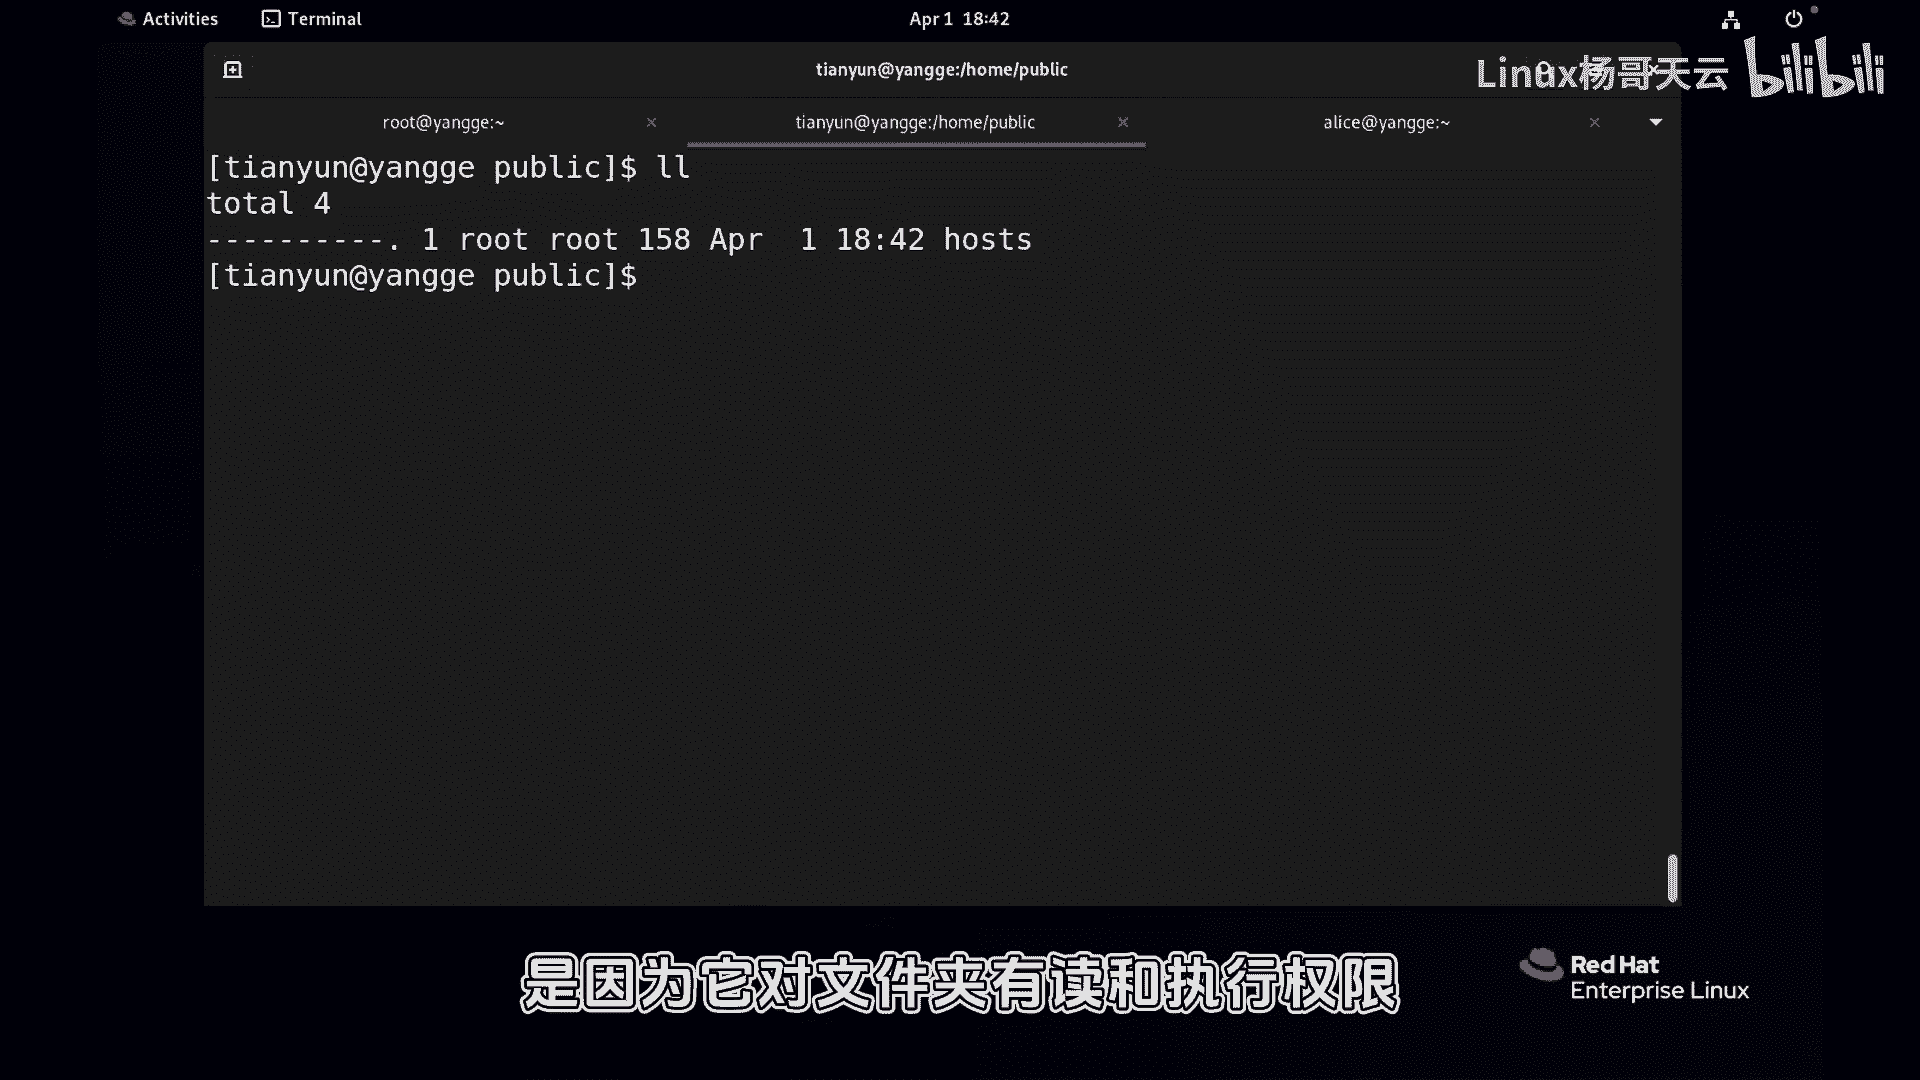 Activities Terminal Apr 1 18:42
tianyun@yangge:/home/public
Linux杨哥天云 bilibili
root@yangge:~ × tianyun@yangge:/home/public × alice@yangge:~ ×
[tianyun@yangge public]$ ll
total 4
----------. 1 root root 158 Apr  1 18:42 hosts
[tianyun@yangge public]$
是因为它对文件夹有读和执行权限
Red Hat
Enterprise Linux